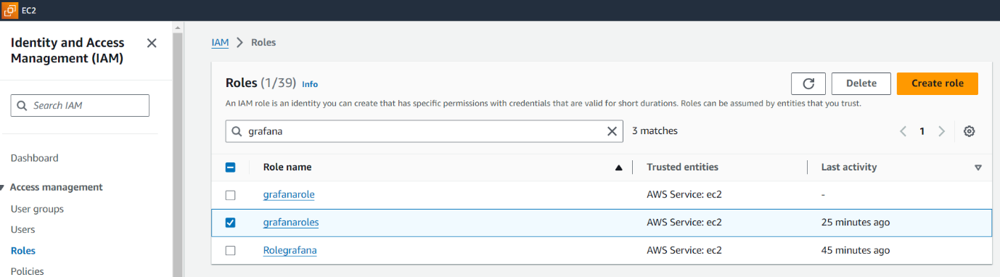 EC2
Identity and Access
Management (IAM)
Search IAM
Dashboard
Access management
User groups
Users
Roles
Policies
IAM > Roles
Roles (1/39) Info
Delete
Create role
An IAM role is an identity you can create that has specific permissions with credentials that are valid for short durations. Roles can be assumed by entities that you trust.
grafana
3 matches
1
Role name Trusted entities Last activity
grafanarole AWS Service: ec2 -
grafanaroles AWS Service: ec2 25 minutes ago
Rolegrafana AWS Service: ec2 45 minutes ago